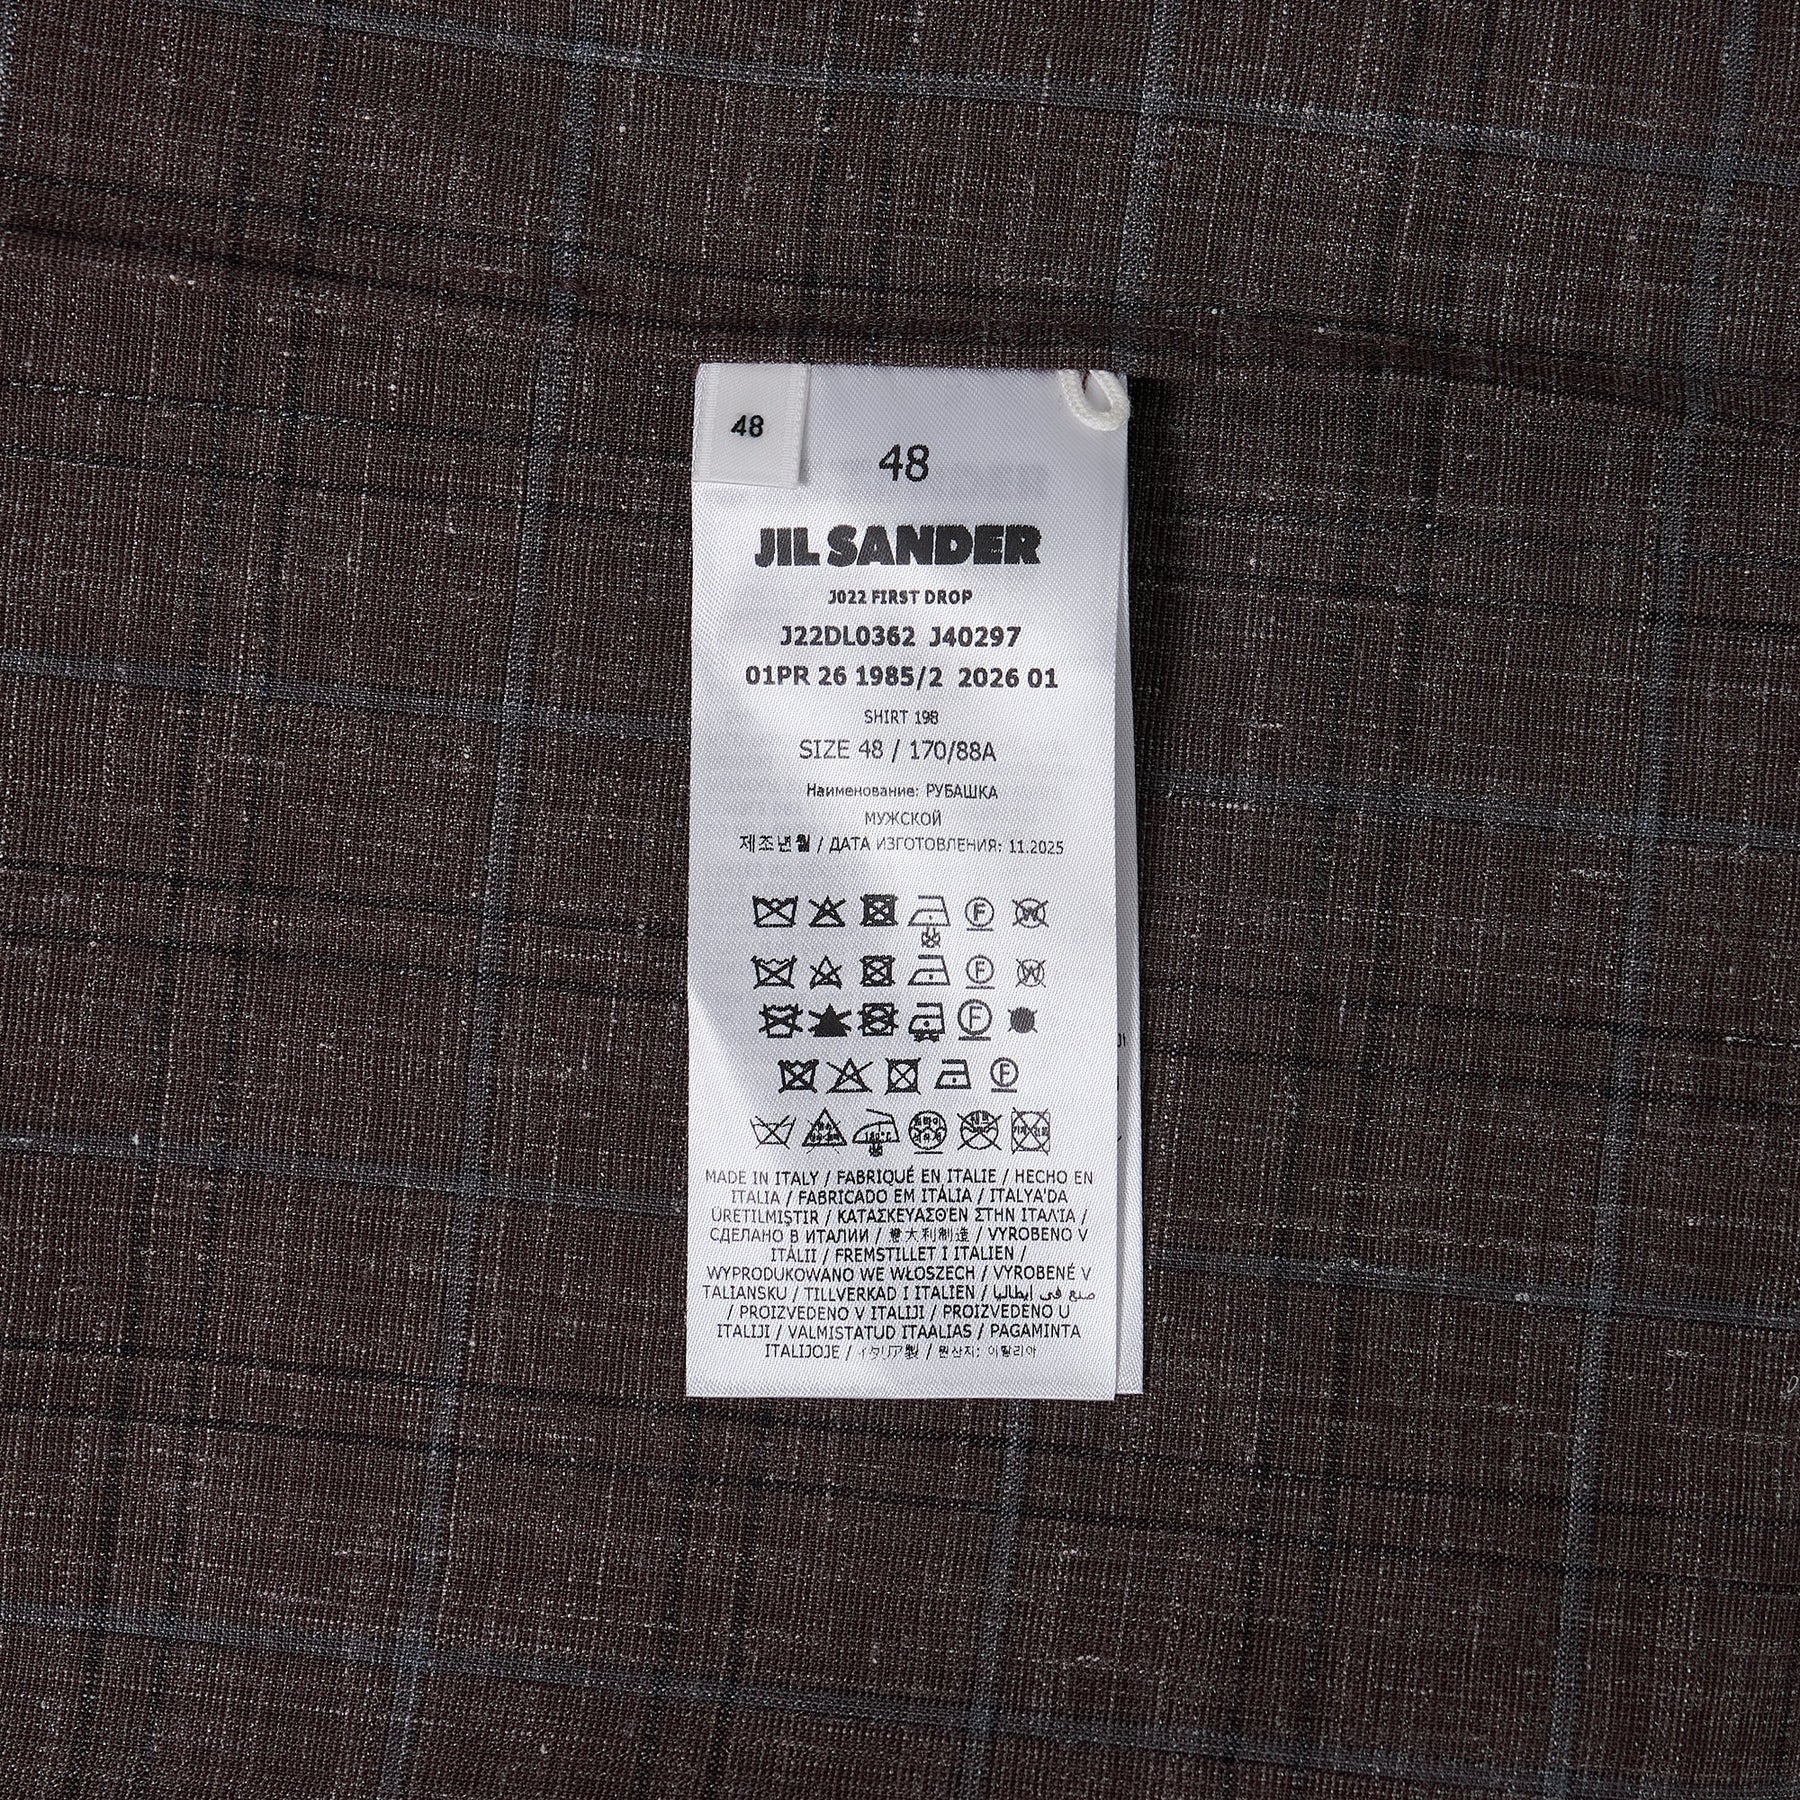 48
48
JIL SANDER
J022 FIRST DROP
J22DL0362 J40297
01PR 26 1985/2 2026 01
SHIRT 198
SIZE 48 / 170/88A
Наименование: РУБАШКА
МУЖСКОЙ
제조년월 / ДАТА ИЗГОТОВЛЕНИЯ: 11.2025
F W
F W
F
F
MADE IN ITALY / FABRIQUÉ EN ITALIE / HECHO EN
ITALIA / FABRICADO EM ITÁLIA / ITALYA'DA
ÜRETILMIŞTIR / ΚΑΤΑΣΚΕΥΑΣΘΕΝ ΣΤΗΝ ΙΤΑΛΊΑ /
СДЕЛАНО В ИТАЛИИ / 意大利制造 / VYROBENO V
ITÁLII / FREMSTILLET I ITALIEN /
WYPRODUKOWANO WE WŁOSZECH / VYROBENÉ V
TALIANSKU / TILLVERKAD I ITALIEN / صنع في إيطاليا
/ PROIZVEDENO V ITALIJI / PROIZVEDENO U
ITALIJI / VALMISTATUD ITAALIAS / PAGAMINTA
ITALIJOJE / イタリア製 / 원산지: 이탈리아